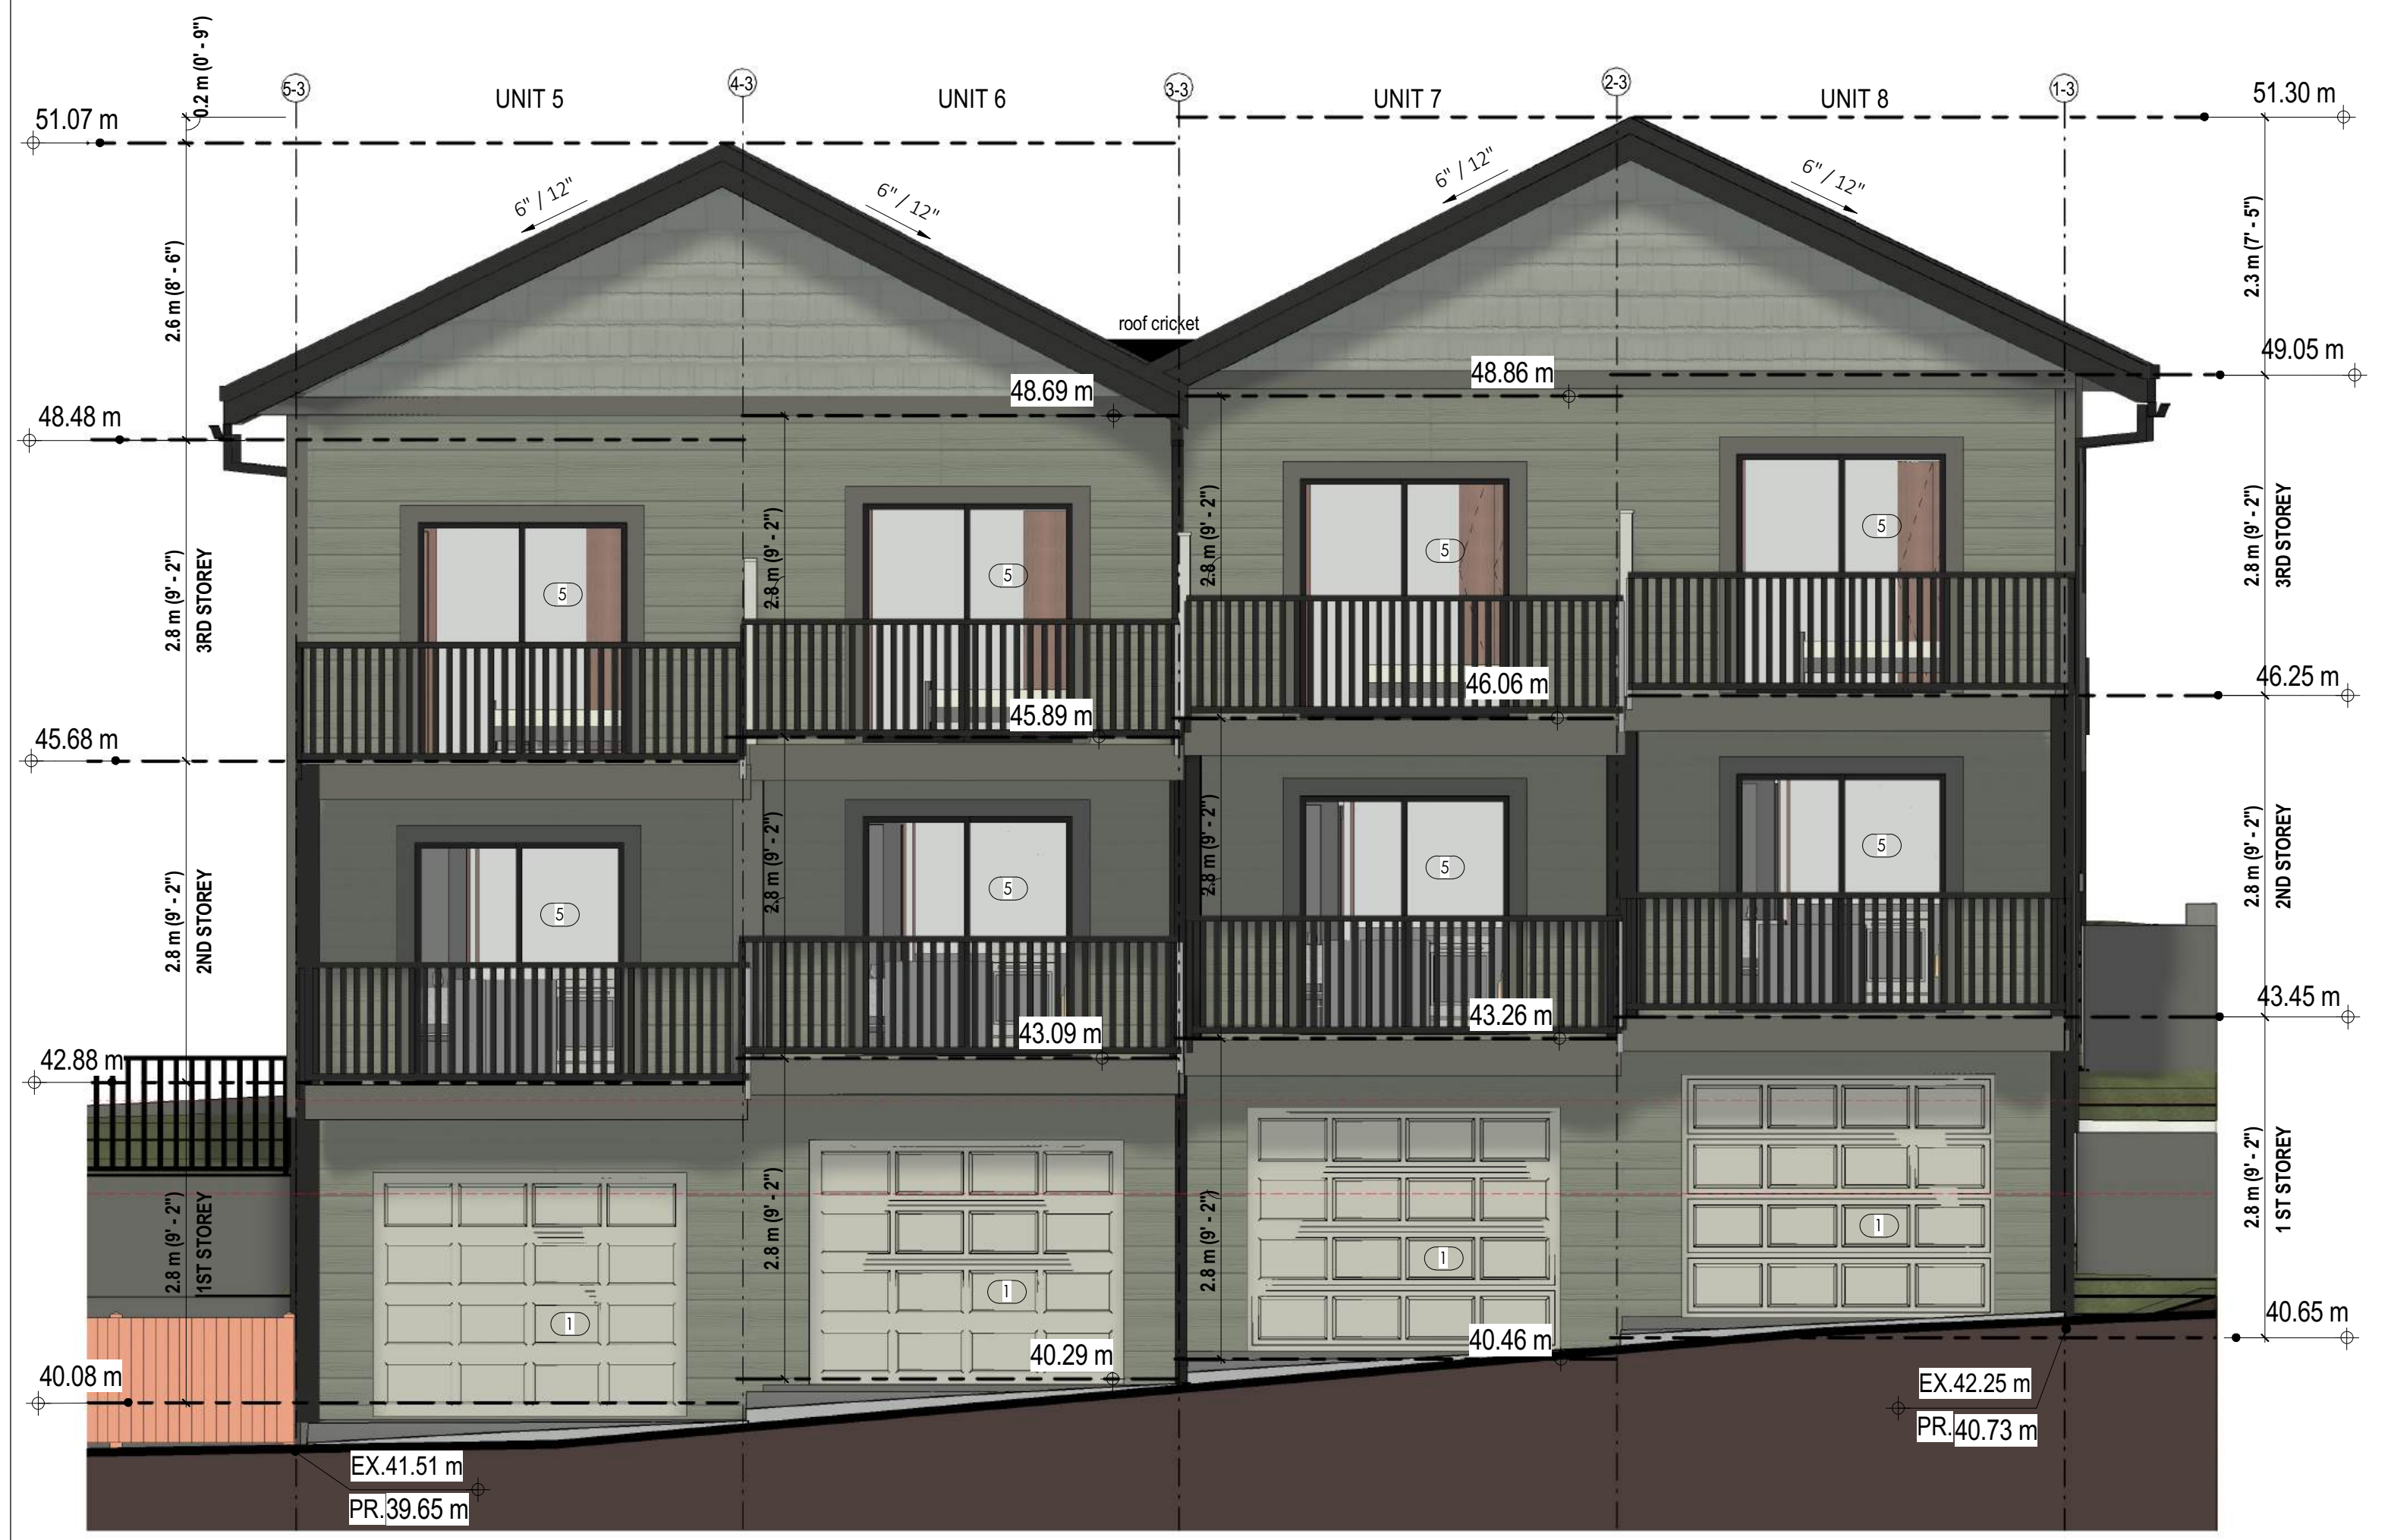 0.2 m (0' - 9")
5-3
UNIT 5
4-3
UNIT 6
3-3
UNIT 7
2-3
UNIT 8
1-3
51.07 m
51.30 m
6" / 12"
6" / 12"
6" / 12"
6" / 12"
2.6 m (8' - 6")
2.3 m (7' - 5")
roof cricket
49.05 m
48.86 m
48.69 m
48.48 m
2.8 m (9' - 2")
3RD STOREY
2.8 m (9' - 2")
2.8 m (9' - 2")
2.8 m (9' - 2")
3RD STOREY
5
5
5
5
46.25 m
46.06 m
45.89 m
45.68 m
2.8 m (9' - 2")
2ND STOREY
2.8 m (9' - 2")
2.8 m (9' - 2")
2.8 m (9' - 2")
2ND STOREY
5
5
5
5
43.45 m
43.26 m
43.09 m
42.88 m
2.8 m (9' - 2")
1ST STOREY
2.8 m (9' - 2")
2.8 m (9' - 2")
2.8 m (9' - 2")
1 ST STOREY
1
1
1
1
40.65 m
40.46 m
40.29 m
40.08 m
EX.42.25 m
PR.40.73 m
EX.41.51 m
PR.39.65 m